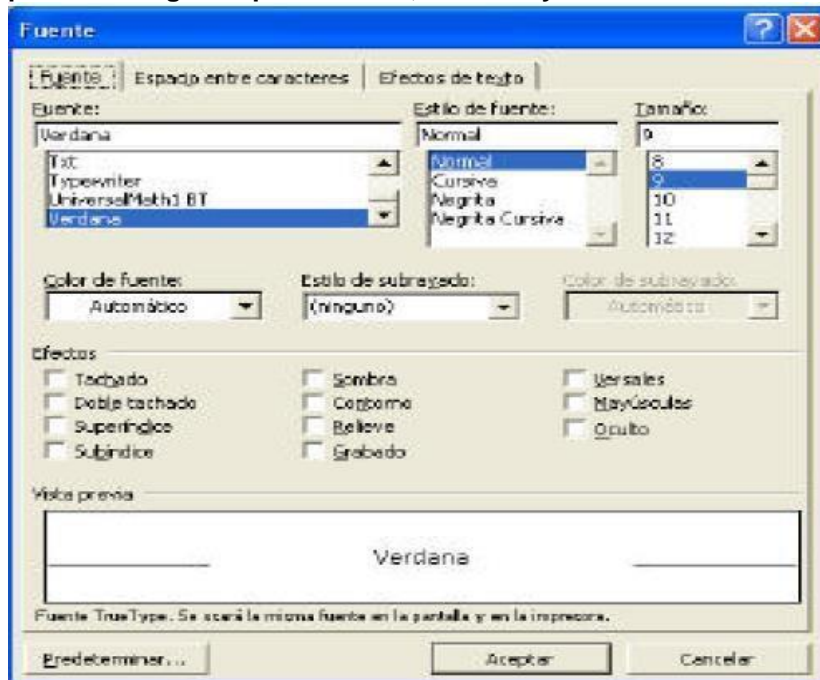 Fuente
Fuente Espacio entre caracteres Efectos de texto
Fuente: Estilo de fuente: Tamaño:
Verdana Normal 9
Txt Normal 8
Typewriter Cursiva 9
UniversalMath1 BT Negrita 10
Verdana Negrita Cursiva 11
12
Color de fuente: Estilo de subrayado: Color de subrayado:
Automático (ninguno) Automático
Efectos
Tachado Sombra Versales
Doble tachado Contorno Mayúsculas
Superíndice Relieve Oculto
Subíndice Grabado
Vista previa
Verdana
Fuente TrueType. Se usará la misma fuente en la pantalla y en la impresora.
Predeterminar... Aceptar Cancelar